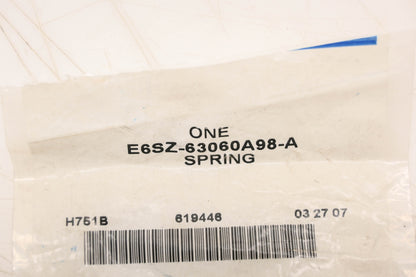 ONE
E6SZ-63060A98-A
SPRING
H751B 619446 03 27 07